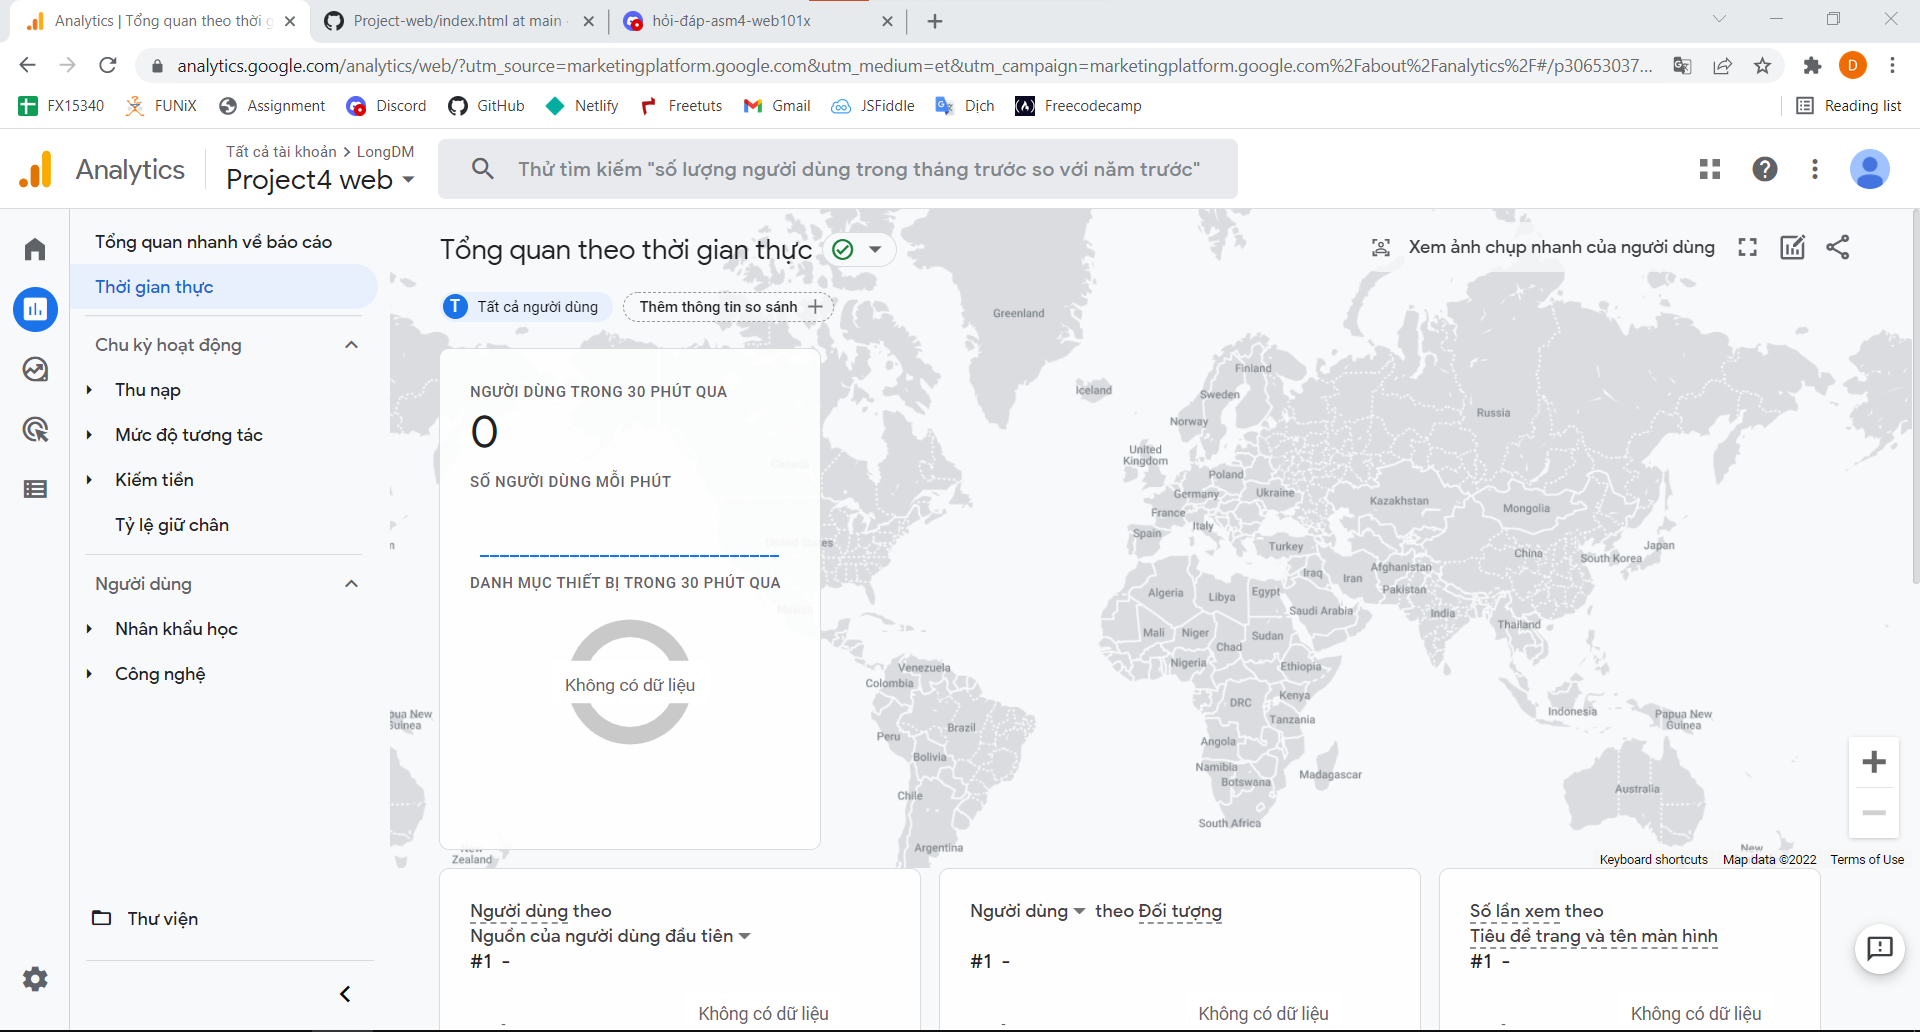 Analytics | Tổng quan theo thời g
Project-web/index.html at main
hỏi-đáp-asm4-web101x
analytics.google.com/analytics/web/?utm_source=marketingplatform.google.com&utm_medium=et&utm_campaign=marketingplatform.google.com%2Fabout%2Fanalytics%2F#/p30653037...
D
FX15340
FUNiX
Assignment
Discord
GitHub
Netlify
Freetuts
Gmail
JSFiddle
Dịch
Freecodecamp
Reading list
Analytics
Tất cả tài khoản > LongDM
Project4 web
Thử tìm kiếm "số lượng người dùng trong tháng trước so với năm trước"
Tổng quan nhanh về báo cáo
Thời gian thực
Chu kỳ hoạt động
Thu nạp
Mức độ tương tác
Kiếm tiền
Tỷ lệ giữ chân
Người dùng
Nhân khẩu học
Công nghệ
Thư viện
Tổng quan theo thời gian thực
Xem ảnh chụp nhanh của người dùng
T Tất cả người dùng
Thêm thông tin so sánh +
NGƯỜI DÙNG TRONG 30 PHÚT QUA
0
SỐ NGƯỜI DÙNG MỖI PHÚT
DANH MỤC THIẾT BỊ TRONG 30 PHÚT QUA
Không có dữ liệu
Greenland
Iceland
Finland
Sweden
Norway
Russia
United Kingdom
Poland
Germany
Ukraine
France
Italy
Spain
Kazakhstan
Mongolia
Turkey
China
South Korea
Japan
Iraq
Iran
Afghanistan
Pakistan
Algeria
Libya
Egypt
Saudi Arabia
India
Thailand
Mali
Niger
Chad
Sudan
Nigeria
Ethiopia
Kenya
DRC
Tanzania
Angola
Namibia
Botswana
Madagascar
South Africa
Venezuela
Colombia
Brazil
Peru
Bolivia
Chile
Argentina
Indonesia
Papua New Guinea
Australia
New
pua New
uinea
New
Zealand
Canada
United States
Mexico
Keyboard shortcuts
Map data ©2022
Terms of Use
Người dùng theo
Nguồn của người dùng đầu tiên
#1 -
Không có dữ liệu
Người dùng theo Đối tượng
#1 -
Không có dữ liệu
Số lần xem theo
Tiêu đề trang và tên màn hình
#1 -
Không có dữ liệu